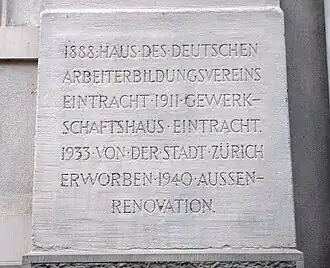 1888·HAUS·DES·DEUTSCHEN
ARBEITERBILDUNGSVEREINS
EINTRACHT·1911·GEWERK-
SCHAFTSHAUS·EINTRACHT.
1933·VON·DER·STADT·ZÜRICH
ERWORBEN·1940·AUSSEN-
RENOVATION.